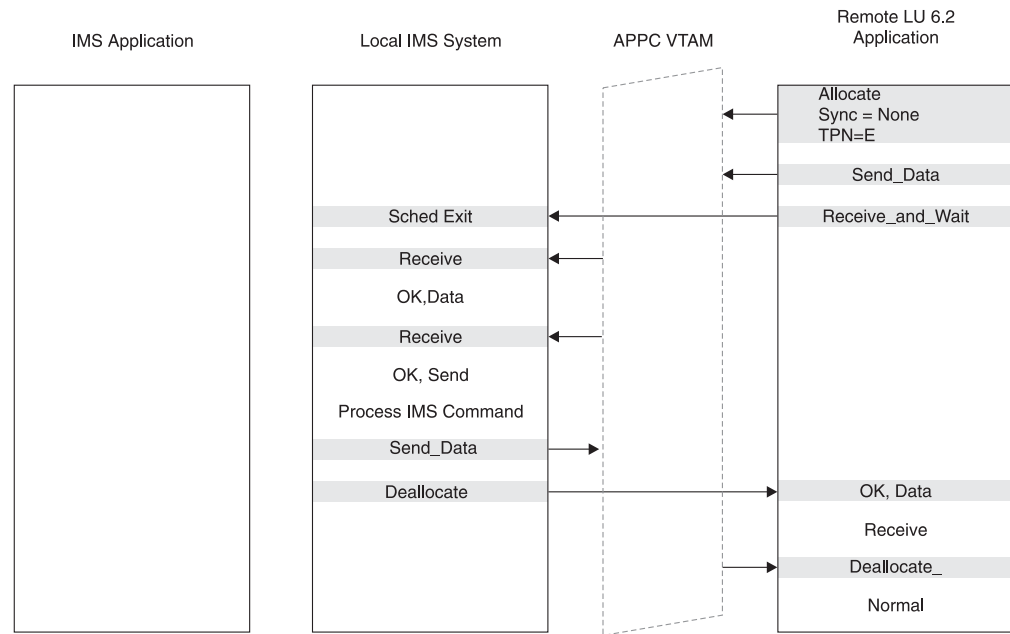 IMS Application
Local IMS System
APPC VTAM
Remote LU 6.2
Application
Allocate
Sync = None
TPN=E
Send_Data
Sched Exit
Receive_and_Wait
Receive
OK,Data
Receive
OK, Send
Process IMS Command
Send_Data
Deallocate
OK, Data
Receive
Deallocate_
Normal